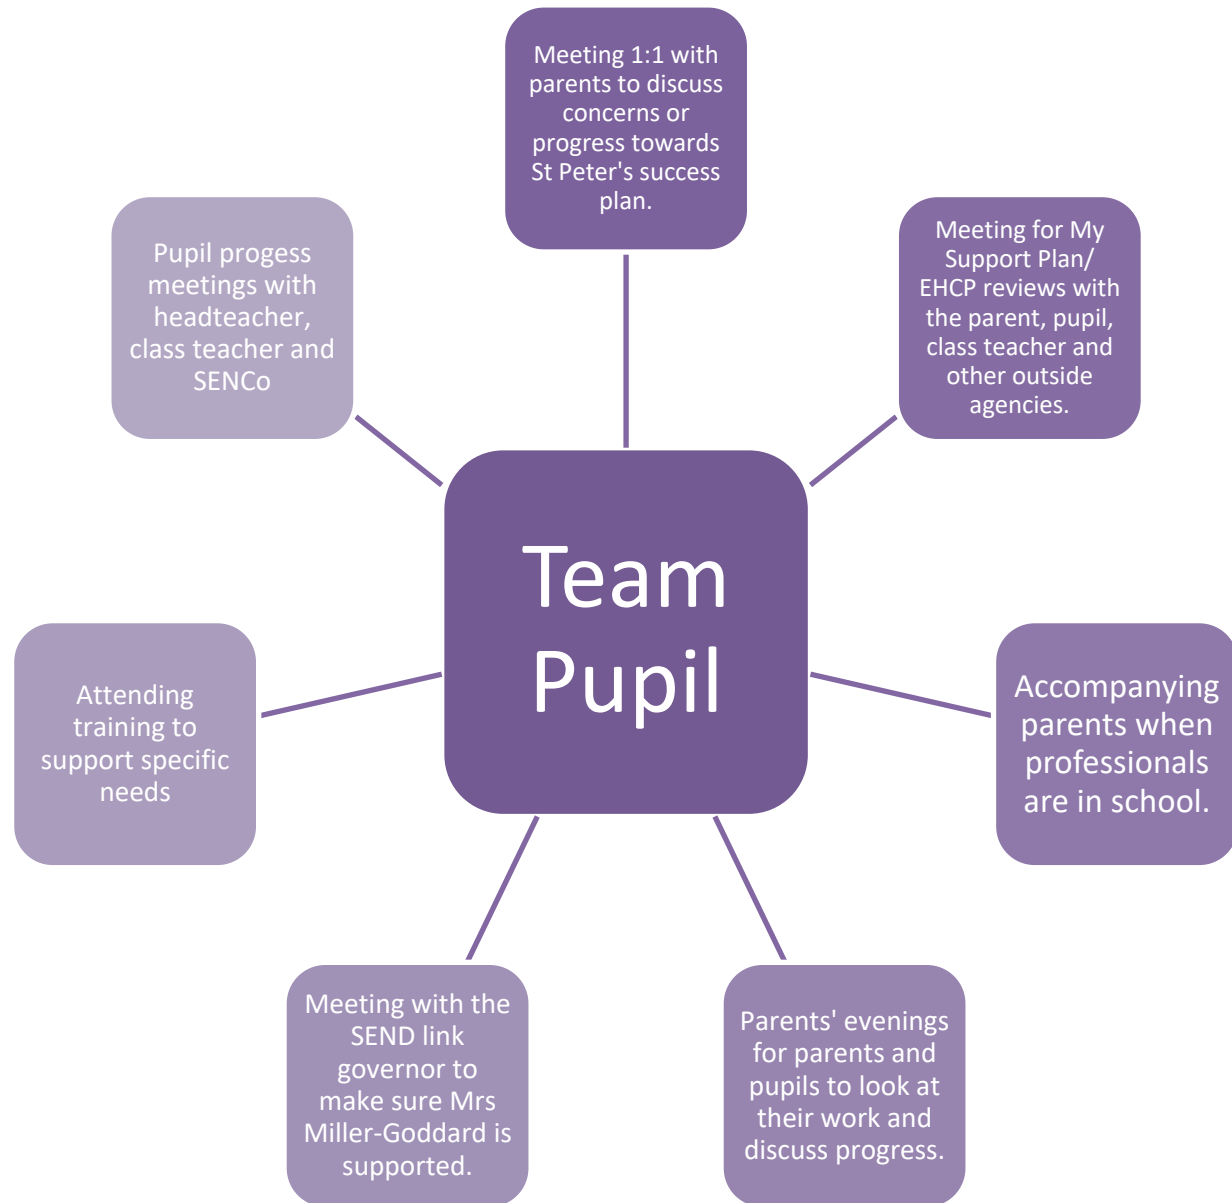 Meeting 1:1 with
parents to discuss
concerns or
progress towards
St Peter's success
plan.
Meeting for My
Support Plan/
EHCP reviews with
the parent, pupil,
class teacher and
other outside
agencies.
Pupil progess
meetings with
headteacher,
class teacher and
SENCo
Team
Pupil
Accompanying
parents when
professionals
are in school.
Attending
training to
support specific
needs
Parents' evenings
for parents and
pupils to look at
their work and
discuss progress.
Meeting with the
SEND link
governor to
make sure Mrs
Miller-Goddard is
supported.